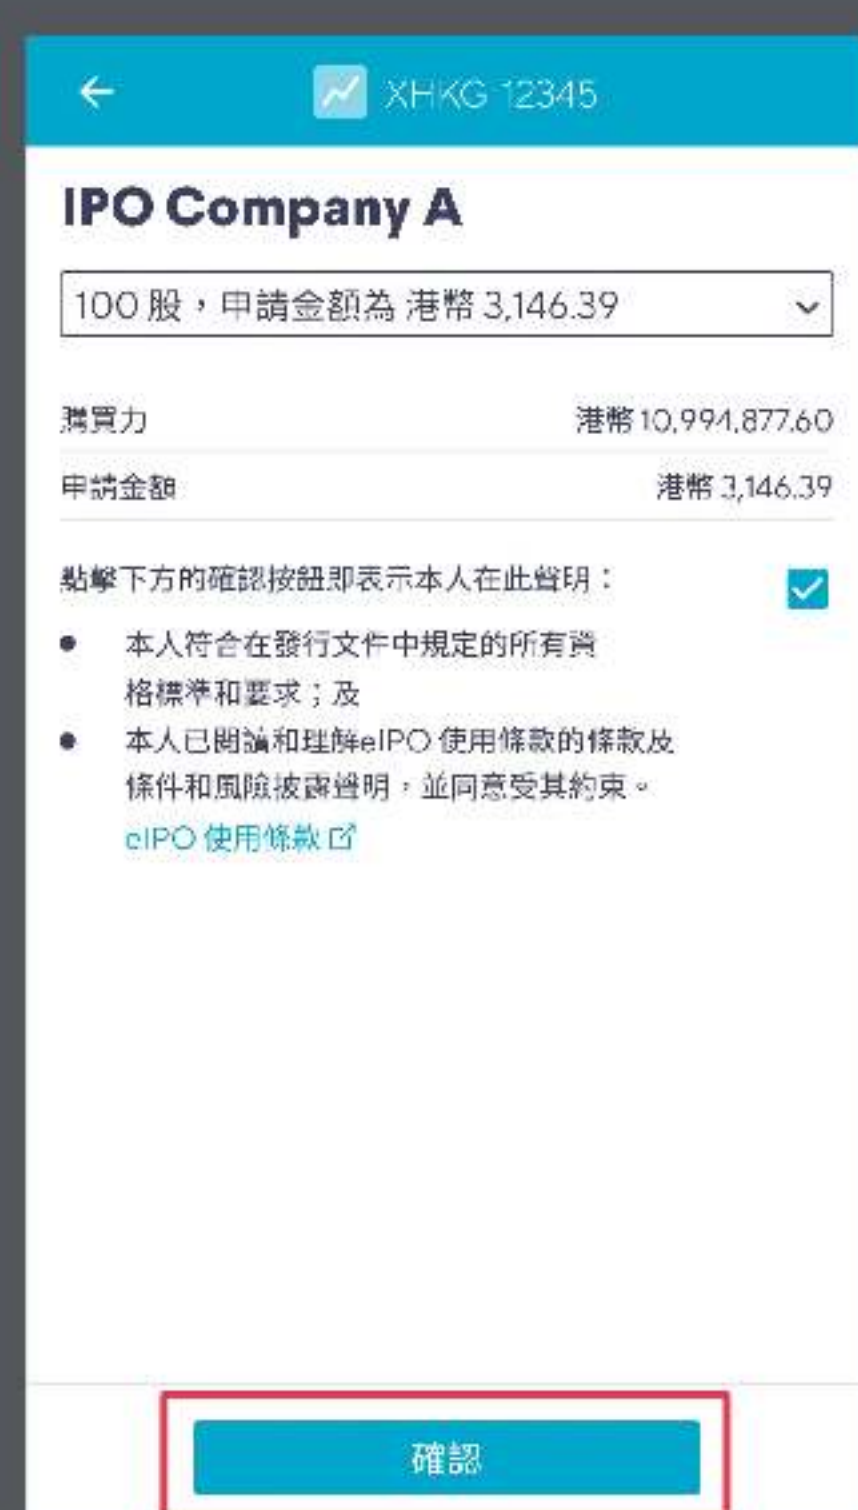 XHKG 12345
IPO Company A
100 股，申請金額為 港幣 3,146.39
購買力
港幣 10,994,877.60
申請金額
港幣 3,146.39
點擊下方的確認按鈕即表示本人在此聲明：
● 本人符合在發行文件中規定的所有資
格標準和要求；及
● 本人已閱讀和理解eIPO 使用條款的條款及
條件和風險披露聲明，並同意受其約束。
eIPO 使用條款
確認